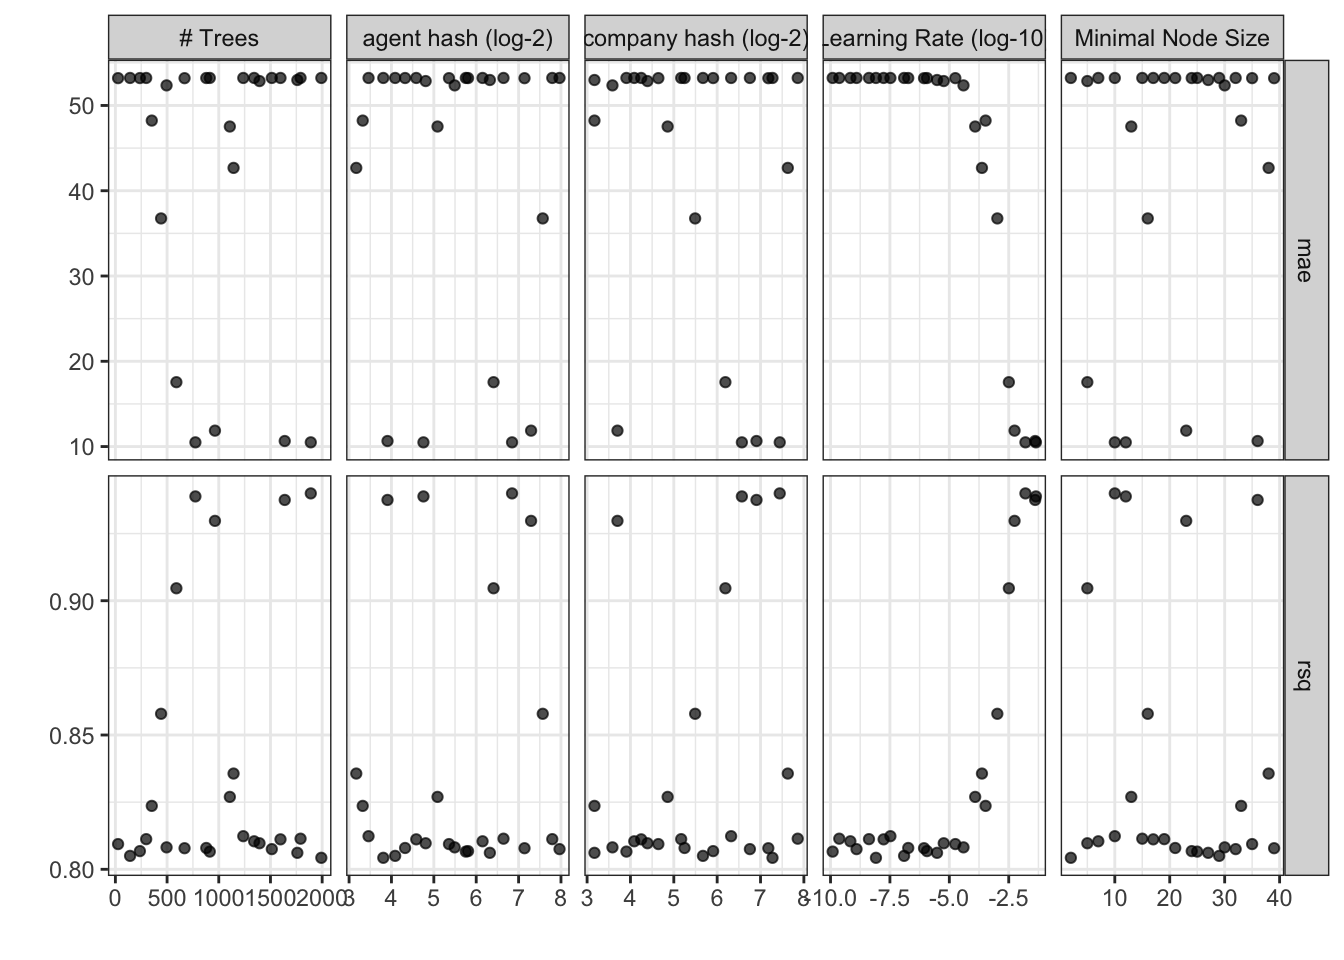 # Trees
agent hash (log-2)
company hash (log-2)
Learning Rate (log-10
Minimal Node Size
50
40
30
20
10
mae
0.90
0.85
0.80
rsq
0 500 1000 1500 2000
3 4 5 6 7 8
3 4 5 6 7 8
-10.0 -7.5 -5.0 -2.5
10 20 30 40